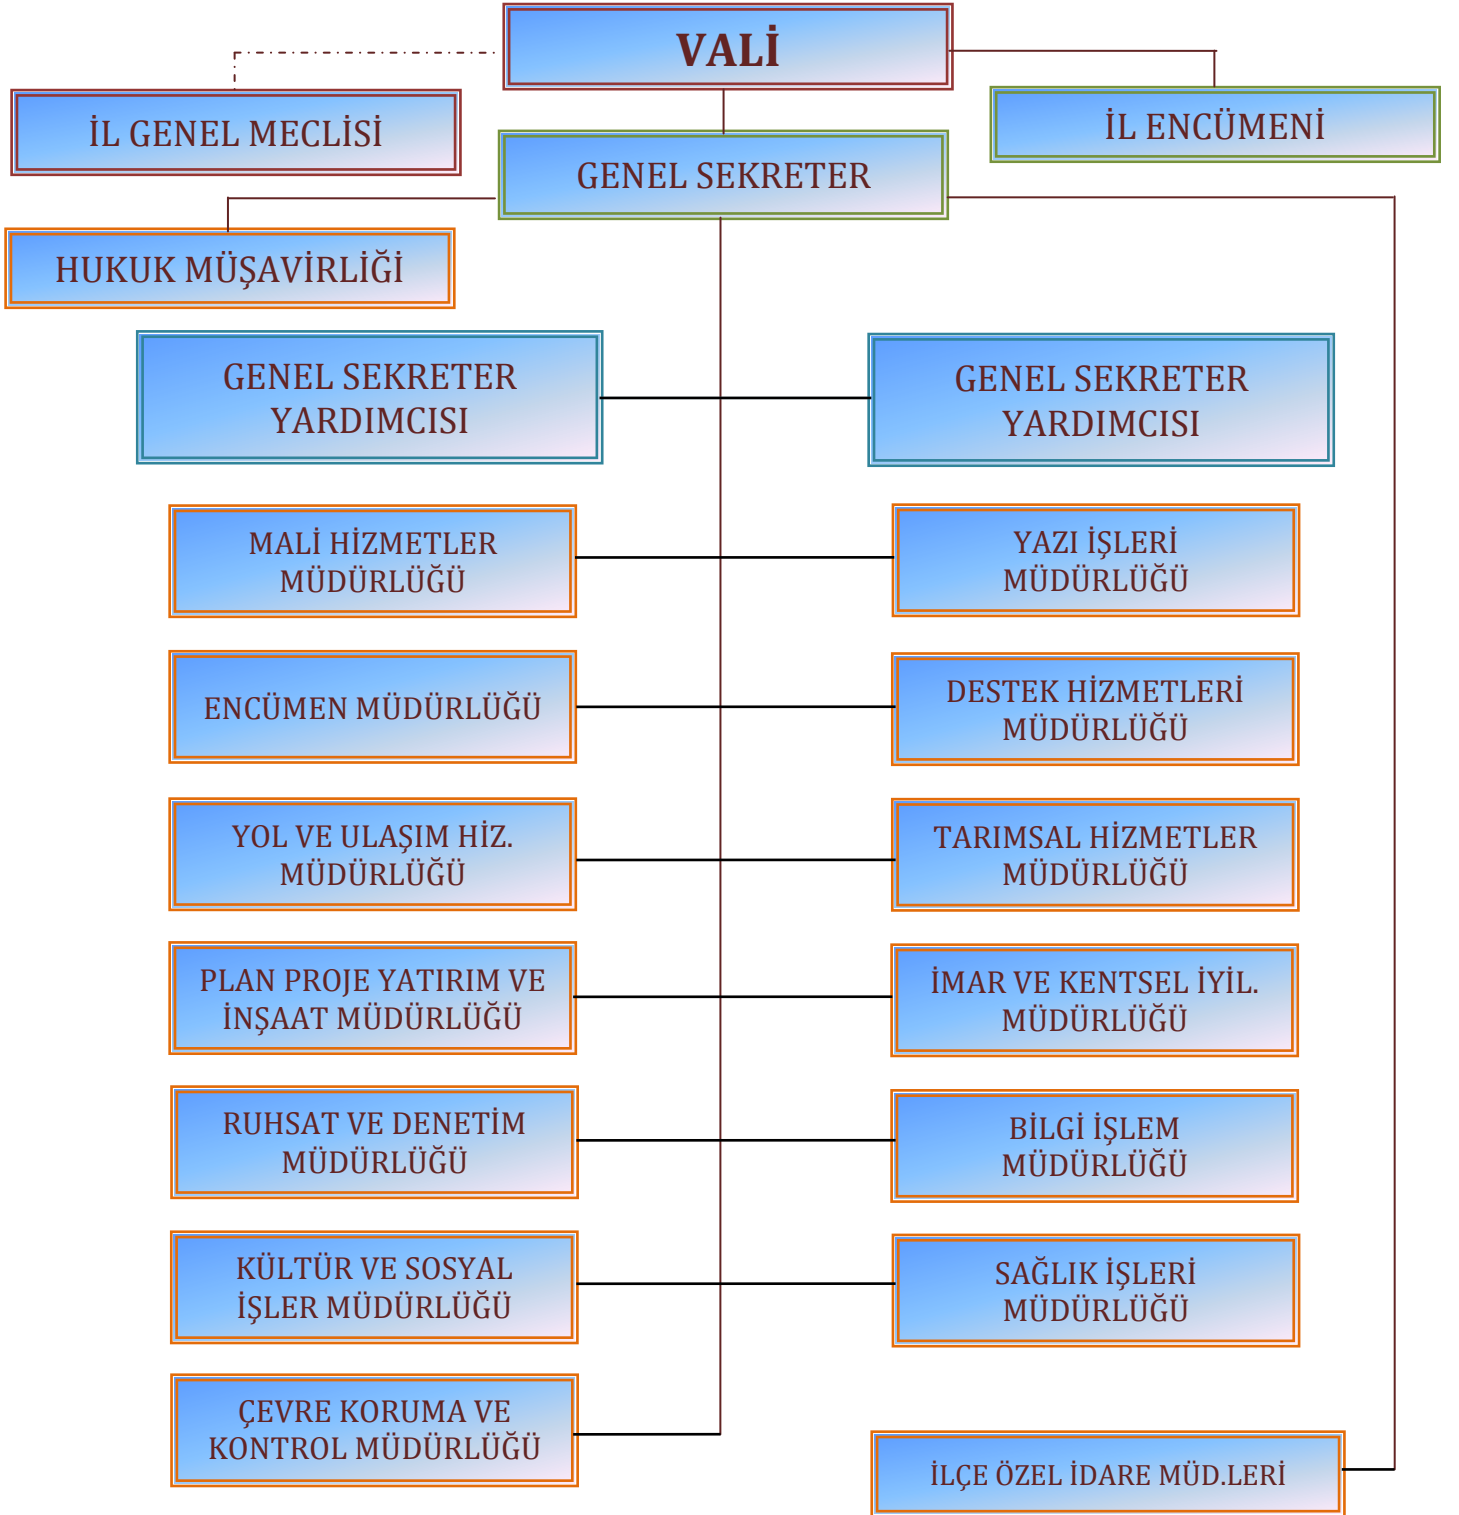 VALİ
İL GENEL MECLİSİ
İL ENCÜMENİ
GENEL SEKRETER
HUKUK MÜŞAVİRLİĞİ
GENEL SEKRETER
YARDIMCISI
GENEL SEKRETER
YARDIMCISI
MALİ HİZMETLER
MÜDÜRLÜĞÜ
YAZI İŞLERİ
MÜDÜRLÜĞÜ
ENCÜMEN MÜDÜRLÜĞÜ
DESTEK HİZMETLERİ
MÜDÜRLÜĞÜ
YOL VE ULAŞIM HİZ.
MÜDÜRLÜĞÜ
TARIMSAL HİZMETLER
MÜDÜRLÜĞÜ
PLAN PROJE YATIRIM VE
İNŞAAT MÜDÜRLÜĞÜ
İMAR VE KENTSEL İYİL.
MÜDÜRLÜĞÜ
RUHSAT VE DENETİM
MÜDÜRLÜĞÜ
BİLGİ İŞLEM
MÜDÜRLÜĞÜ
KÜLTÜR VE SOSYAL
İŞLER MÜDÜRLÜĞÜ
SAĞLIK İŞLERİ
MÜDÜRLÜĞÜ
ÇEVRE KORUMA VE
KONTROL MÜDÜRLÜĞÜ
İLÇE ÖZEL İDARE MÜD.LERİ